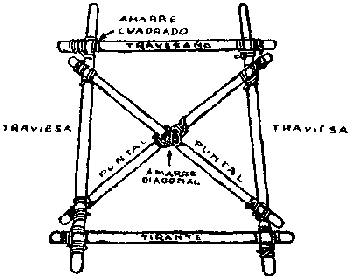 AMARRE
CUADRADO
TRAVESAÑO
TRAVIESA
TRAVIESA
PUNTAL
PUNTAL
AMARRE
DIAGONAL
TIRANTE